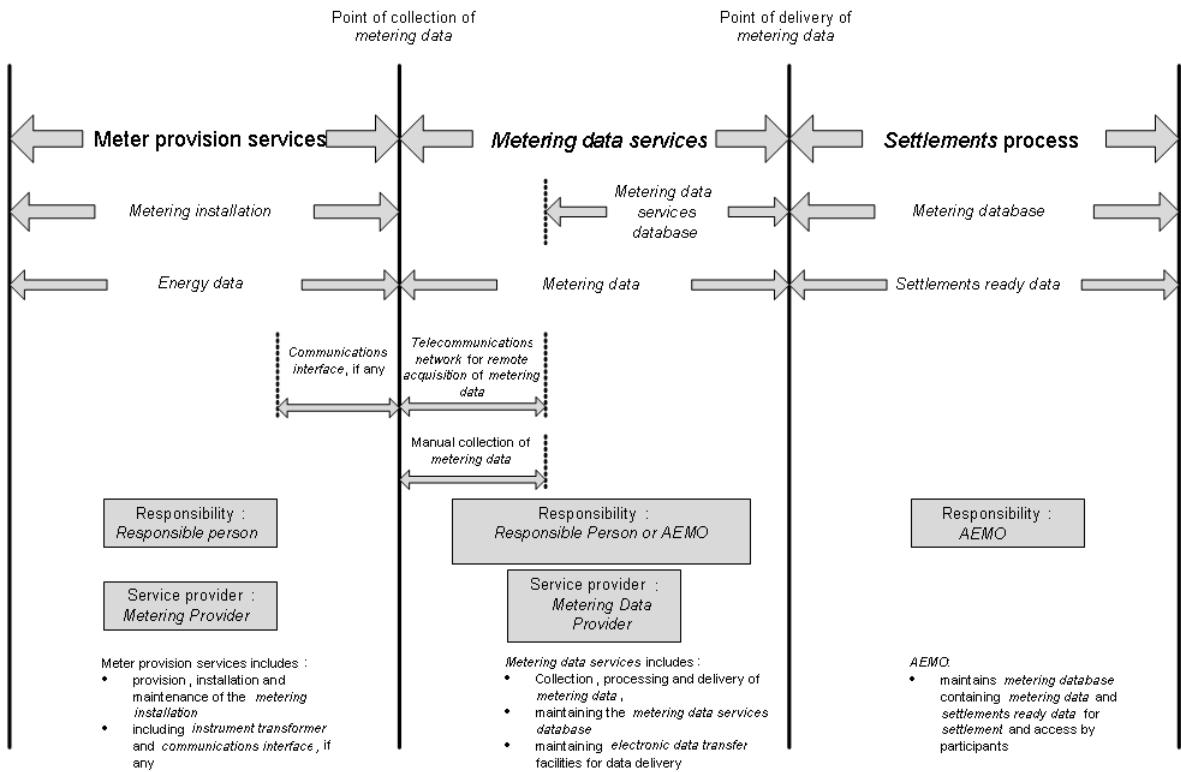 Point of collection of
metering data
Point of delivery of
metering data
Meter provision services
Metering data services
Settlements process
Metering installation
Metering data
services
database
Metering database
Energy data
Metering data
Settlements ready data
Communications
interface, if any
Telecommunications
network for remote
acquisition of metering
data
Manual collection of
metering data
Responsibility :
Responsible person
Responsibility :
Responsible Person or AEMO
Responsibility :
AEMO
Service provider :
Metering Provider
Service provider :
Metering Data
Provider
Meter provision services includes :
• provision, installation and
maintenance of the metering
installation
• including instrument transformer
and communications interface, if
any
Metering data services includes :
• Collection, processing and delivery of
metering data,
• maintaining the metering data services
database
• maintaining electronic data transfer
facilities for data delivery
AEMO:
• maintains metering database
containing metering data and
settlements ready data for
settlement and access by
participants